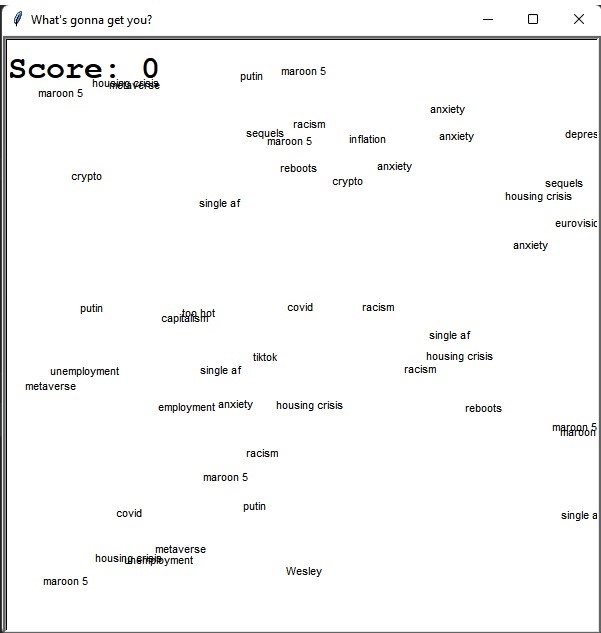 What's gonna get you?
Score: 0
putin
maroon 5
housing crisis
metaverse
maroon 5
anxiety
racism
sequels
maroon 5
inflation
anxiety
depres
reboots
anxiety
crypto
crypto
sequels
single af
housing crisis
eurovisic
anxiety
putin
too hot
capitalism
covid
racism
single af
tiktok
housing crisis
unemployment
single af
racism
metaverse
employment
anxiety
housing crisis
reboots
maroon 5
maroon
racism
maroon 5
putin
covid
single a
metaverse
housing crisis
unemployment
Wesley
maroon 5